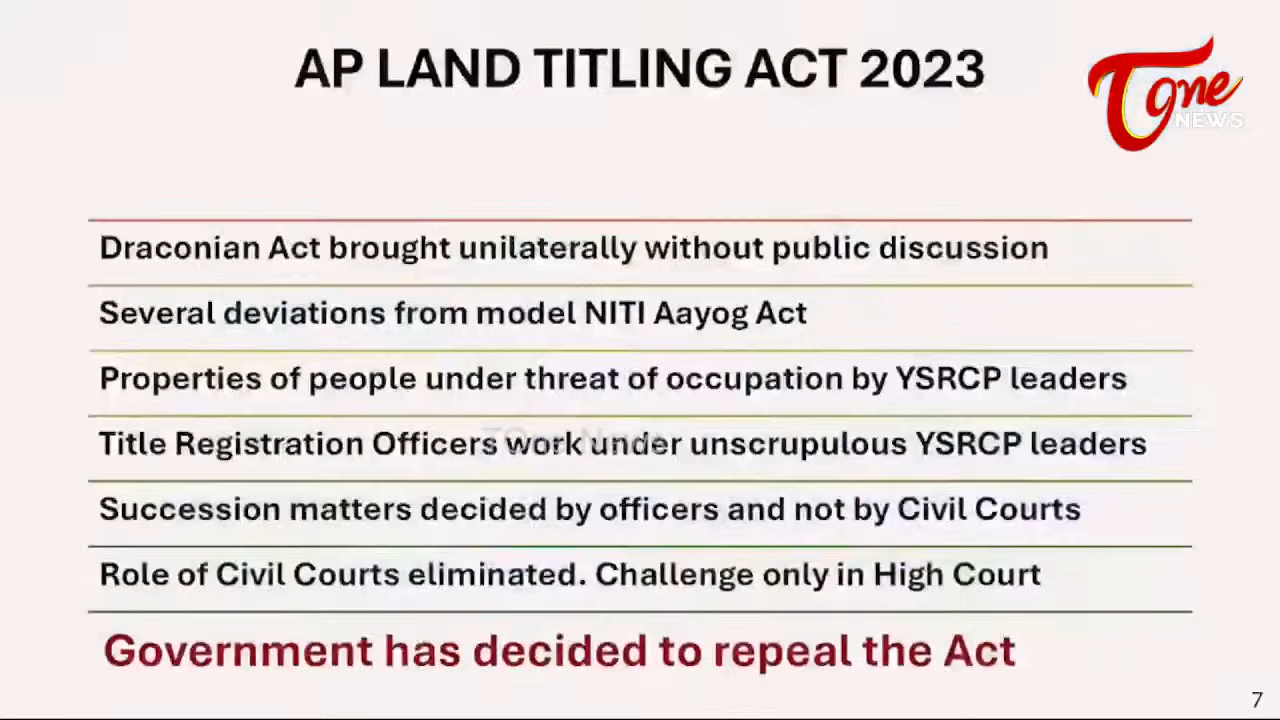 AP LAND TITLING ACT 2023
Tone
NEWS
Draconian Act brought unilaterally without public discussion
Several deviations from model NITI Aayog Act
Properties of people under threat of occupation by YSRCP leaders
Title Registration Officers work under unscrupulous YSRCP leaders
Succession matters decided by officers and not by Civil Courts
Role of Civil Courts eliminated. Challenge only in High Court
Government has decided to repeal the Act
7